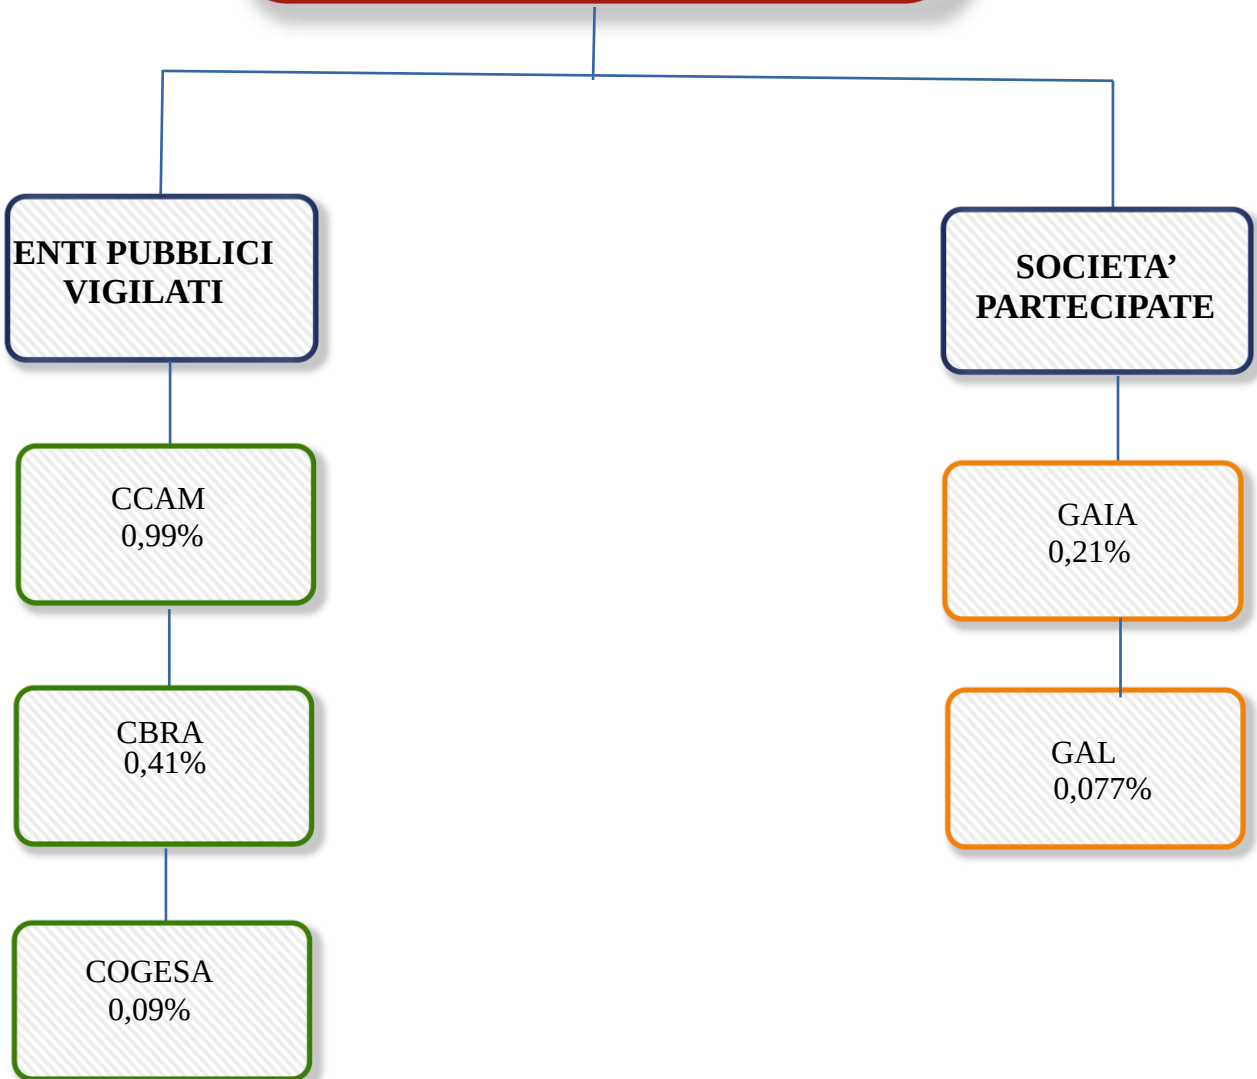 ENTI PUBBLICI
VIGILATI
CCAM
0,99%
CBRA
0,41%
COGESA
0,09%
SOCIETA’
PARTECIPATE
GAIA
0,21%
GAL
0,077%